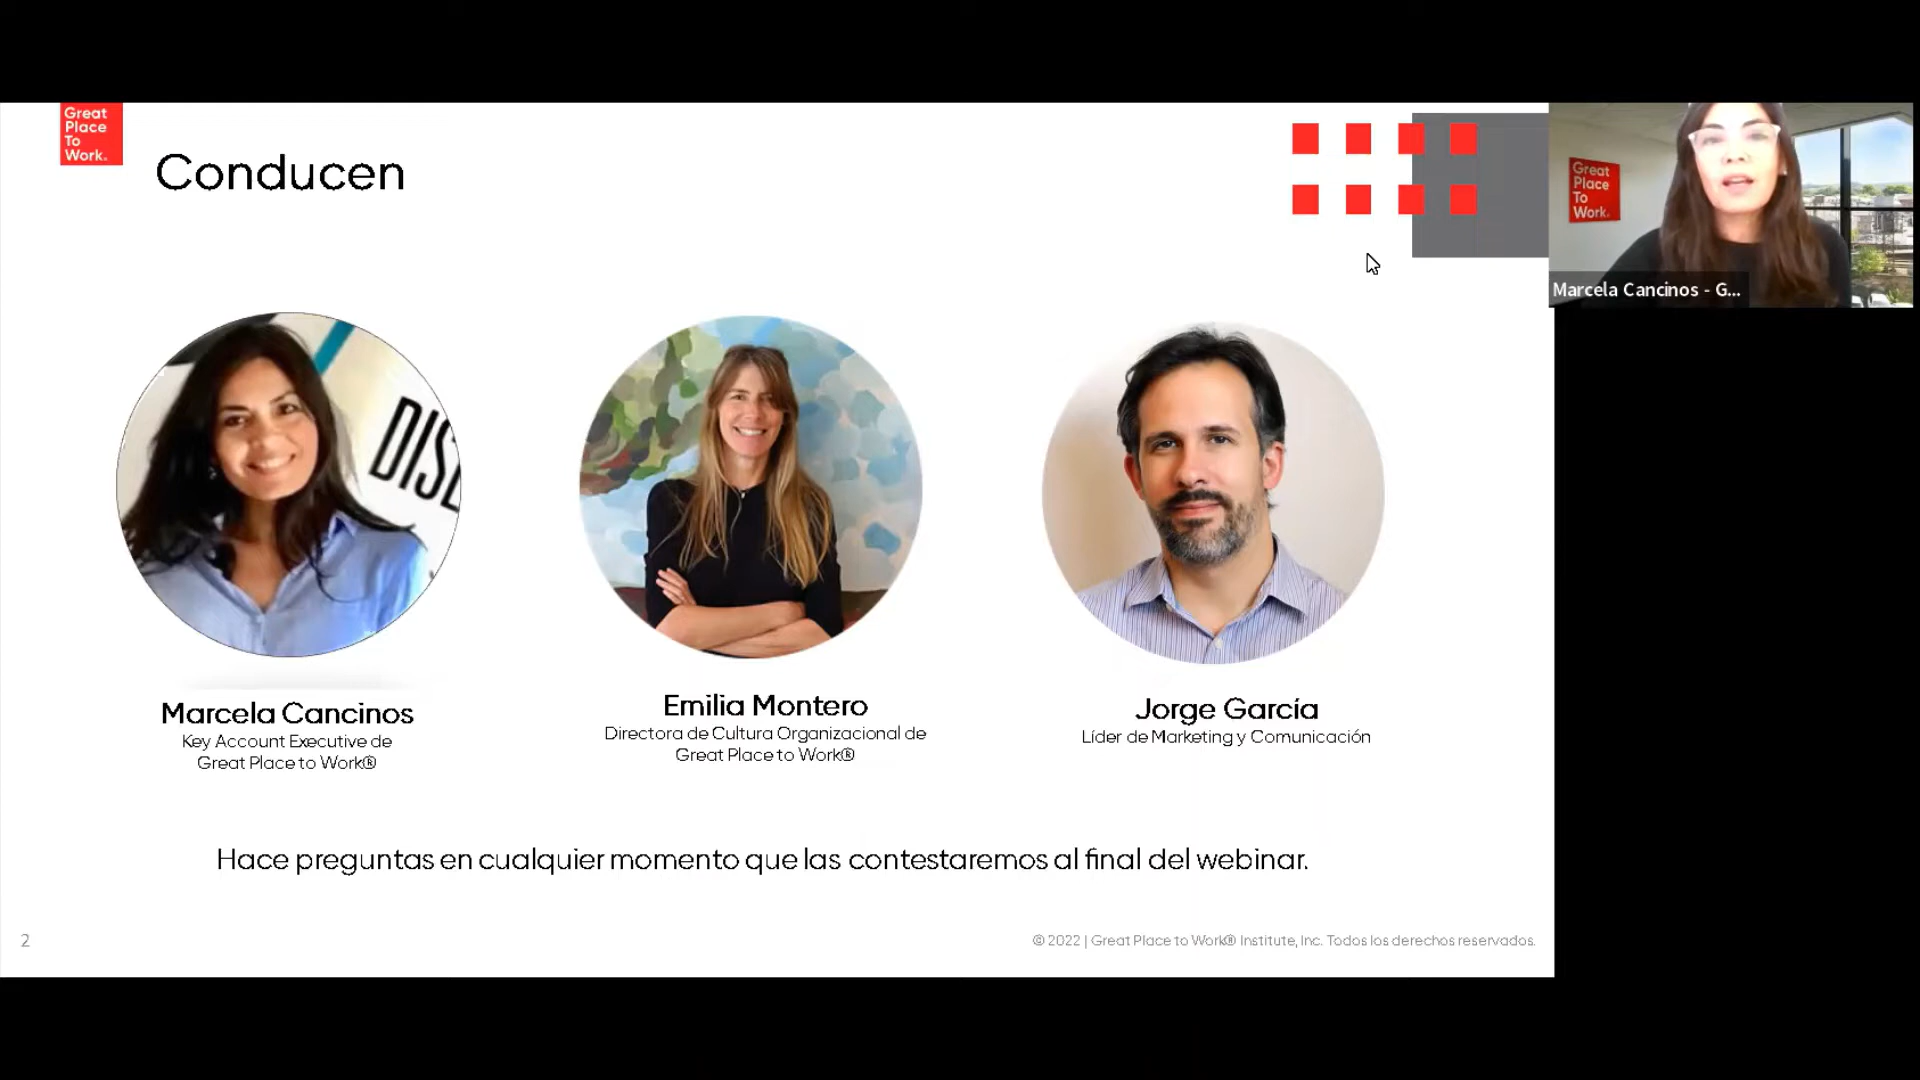 Great
Place
To
Work.
Conducen
Great
Place
To
Work.
Marcela Cancinos - G...
DIS
Marcela Cancinos
Key Account Executive de
Great Place to Work®
Emilia Montero
Directora de Cultura Organizacional de
Great Place to Work®
Jorge García
Líder de Marketing y Comunicación
Hace preguntas en cualquier momento que las contestaremos al final del webinar.
2
© 2022 | Great Place to Work® Institute, Inc. Todos los derechos reservados.